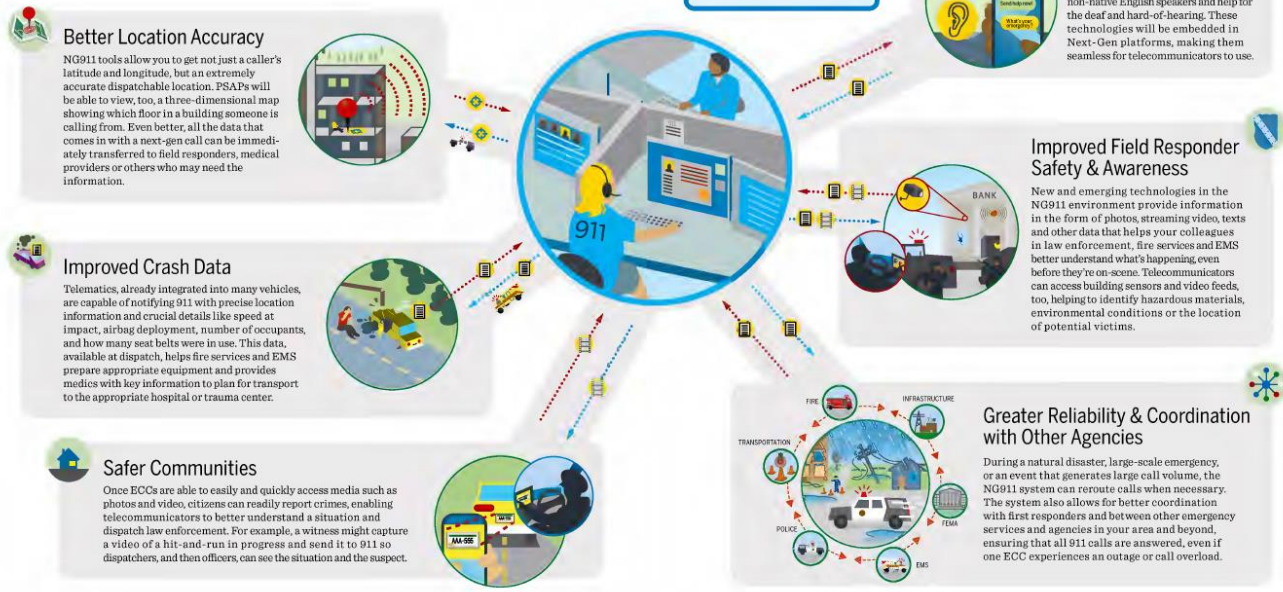 Better Location Accuracy
NG911 tools allow you to get not just a caller's
latitude and longitude, but an extremely
accurate dispatchable location. PSAPs will
be able to view, too, a three-dimensional map
showing which floor in a building someone is
calling from. Even better, all the data that
comes in with a next-gen call can be immedi-
ately transferred to field responders, medical
providers or others who may need the
information.
Improved Crash Data
Telematics, already integrated into many vehicles,
are capable of notifying 911 with precise location
information and crucial details like speed at
impact, airbag deployment, number of occupants,
and how many seat belts were in use. This data,
available at dispatch, helps fire services and EMS
prepare appropriate equipment and provides
medics with key information to plan for transport
to the appropriate hospital or trauma center.
Safer Communities
Once ECCs are able to easily and quickly access media such as
photos and video, citizens can readily report crimes, enabling
telecommunicators to better understand a situation and
dispatch law enforcement. For example, a witness might capture
a video of a hit-and-run in progress and send it to 911 so
dispatchers, and then officers, can see the situation and the suspect.
AAA-555
911
Send help now!
What's your
emergency?
non-native English speakers and help for
the deaf and hard-of-hearing. These
technologies will be embedded in
Next-Gen platforms, making them
seamless for telecommunicators to use.
BANK
Improved Field Responder
Safety & Awareness
New and emerging technologies in the
NG911 environment provide information
in the form of photos, streaming video, texts
and other data that helps your colleagues
in law enforcement, fire services and EMS
better understand what's happening, even
before they're on-scene. Telecommunicators
can access building sensors and video feeds,
too, helping to identify hazardous materials,
environmental conditions or the location
of potential victims.
FIRE
INFRASTRUCTURE
TRANSPORTATION
FEMA
POLICE
EMS
Greater Reliability & Coordination
with Other Agencies
During a natural disaster, large-scale emergency,
or an event that generates large call volume, the
NG911 system can reroute calls when necessary.
The system also allows for better coordination
with first responders and between other emergency
services and agencies in your area and beyond,
ensuring that all 911 calls are answered, even if
one ECC experiences an outage or call overload.